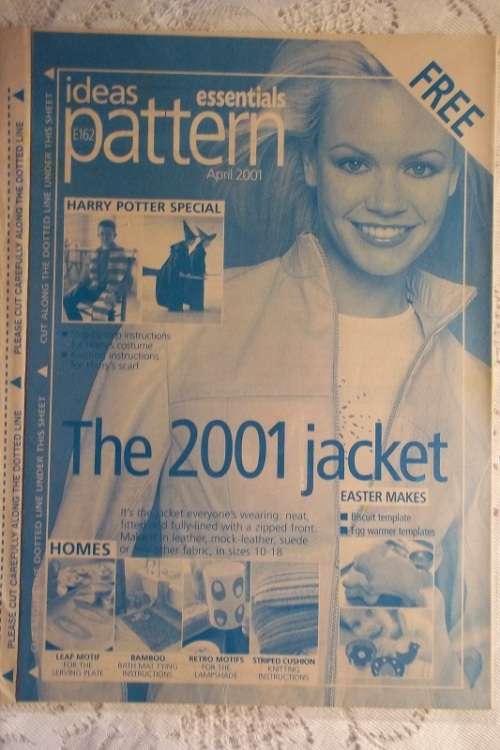 FREE
ideas essentials
E162
pattern
April 2001
HARRY POTTER SPECIAL
instructions
costume
instructions
for Harry's scarf
The 2001 jacket
It's the jacket everyone's wearing: neat,
fitted and fully-lined with a zipped front.
Make it in leather, mock-leather, suede
or other fabric, in sizes 10-18
EASTER MAKES
Biscuit template
Egg warmer templates
HOMES
LEAF MOTIF
FOR THE
SERVING PLATE
BAMBOO
BATH MAT TYING
INSTRUCTIONS
RETRO MOTIFS
FOR THE
LAMPSHADE
STRIPED CUSHION
KNITTING
INSTRUCTIONS
PLEASE CUT CAREFULLY ALONG THE DOTTED LINE
PLEASE CUT CAREFULLY ALONG THE DOTTED LINE
CUT ALONG THE DOTTED LINE UNDER THIS SHEET
DOTTED LINE UNDER THIS SHEET